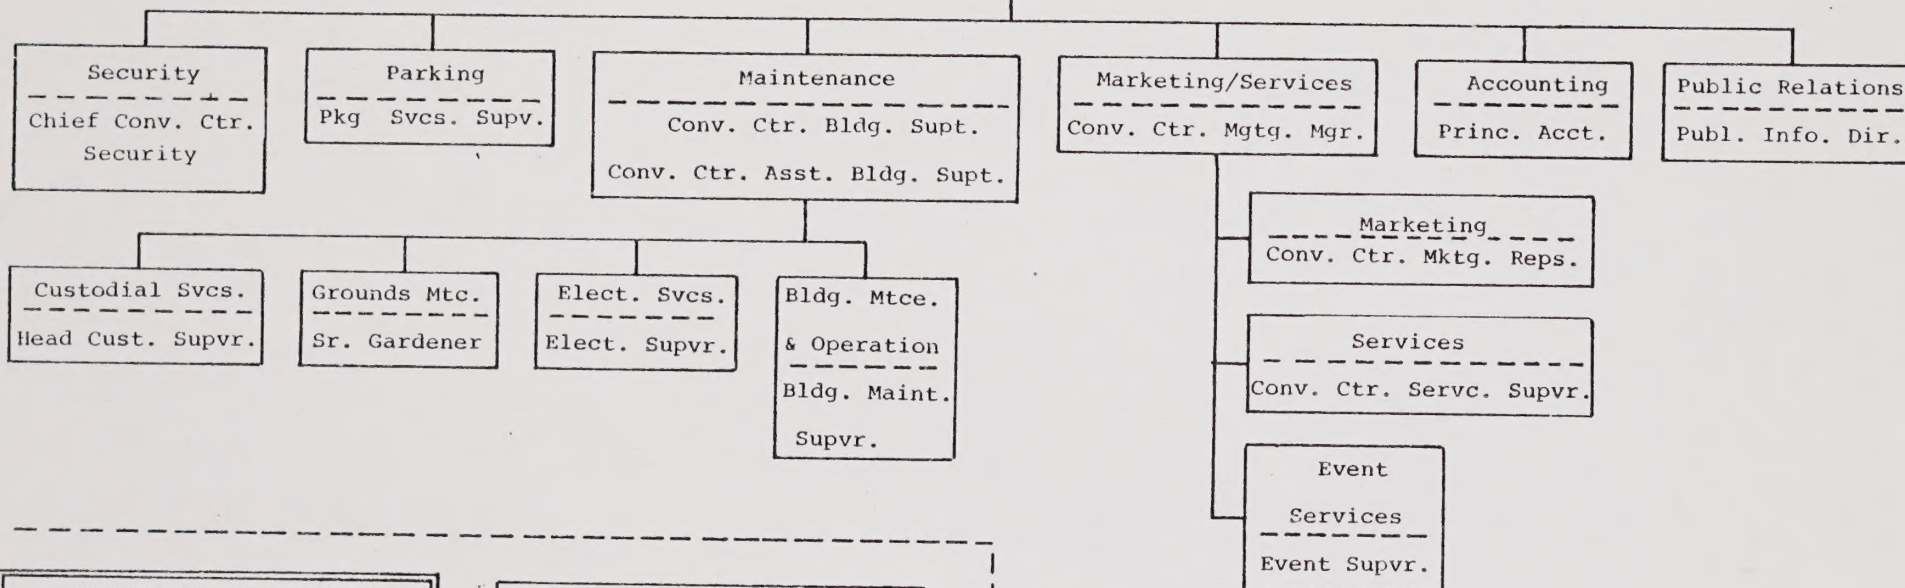 Security
Chief Conv. Ctr.
Security
Parking
Pkg Svcs. Supv.
Maintenance
Conv. Ctr. Bldg. Supt.
Conv. Ctr. Asst. Bldg. Supt.
Marketing/Services
Conv. Ctr. Mgtg. Mgr.
Accounting
Princ. Acct.
Public Relations
Publ. Info. Dir.
Custodial Svcs.
Head Cust. Supvr.
Grounds Mtc.
Sr. Gardener
Elect. Svcs.
Elect. Supvr.
Bldg. Mtce.
& Operation
Bldg. Maint.
Supvr.
Marketing
Conv. Ctr. Mktg. Reps.
Services
Conv. Ctr. Servc. Supvr.
Event
Services
Event Supvr.